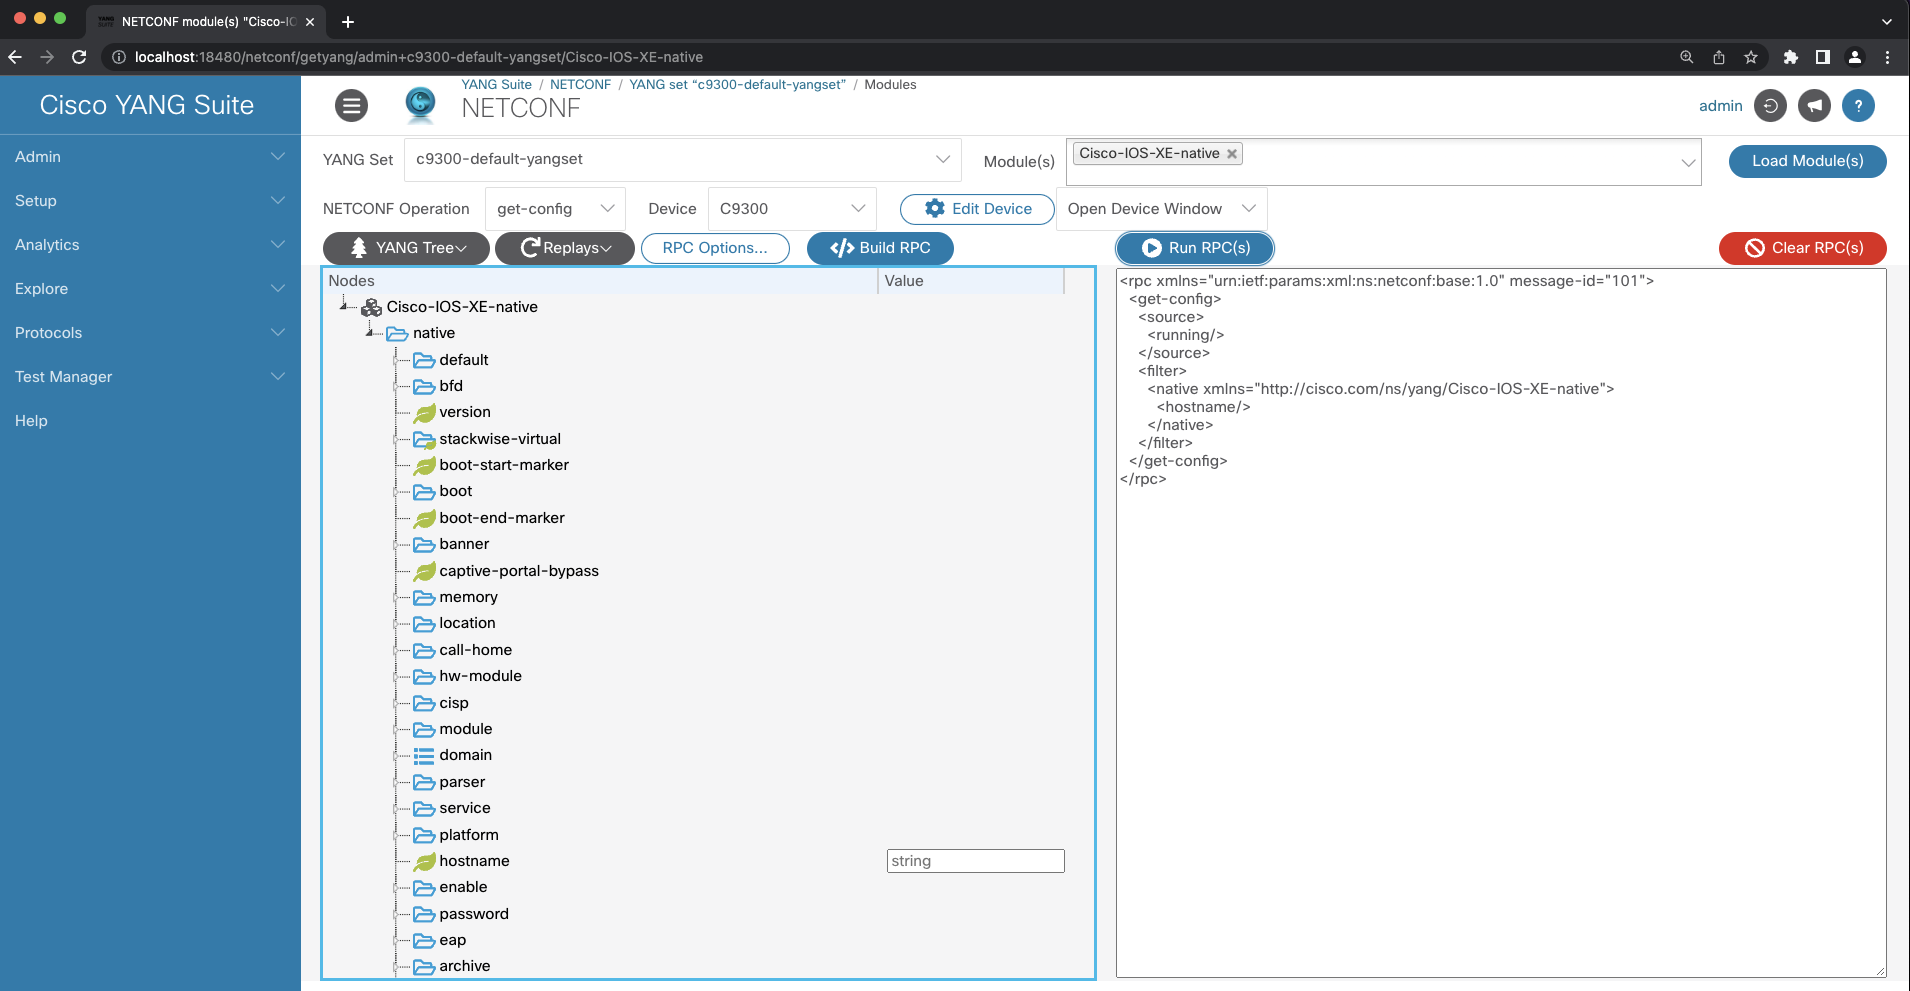 NETCONF module(s) "Cisco-IO
localhost:18480/netconf/getyang/admin+c9300-default-yangset/Cisco-IOS-XE-native
Cisco YANG Suite
Admin
Setup
Analytics
Explore
Protocols
Test Manager
Help
YANG Suite / NETCONF / YANG set “c9300-default-yangset” / Modules
NETCONF
admin
?
YANG Set c9300-default-yangset Module(s) Cisco-IOS-XE-native Load Module(s)
NETCONF Operation get-config Device C9300 Edit Device Open Device Window
YANG Tree Replays RPC Options... </> Build RPC Run RPC(s) Clear RPC(s)
Nodes Value
Cisco-IOS-XE-native
native
default
bfd
version
stackwise-virtual
boot-start-marker
boot
boot-end-marker
banner
captive-portal-bypass
memory
location
call-home
hw-module
cisp
module
domain
parser
service
platform
hostname string
enable
password
eap
archive
<rpc xmlns="urn:ietf:params:xml:ns:netconf:base:1.0" message-id="101">
<get-config>
<source>
<running/>
</source>
<filter>
<native xmlns="http://cisco.com/ns/yang/Cisco-IOS-XE-native">
<hostname/>
</native>
</filter>
</get-config>
</rpc>